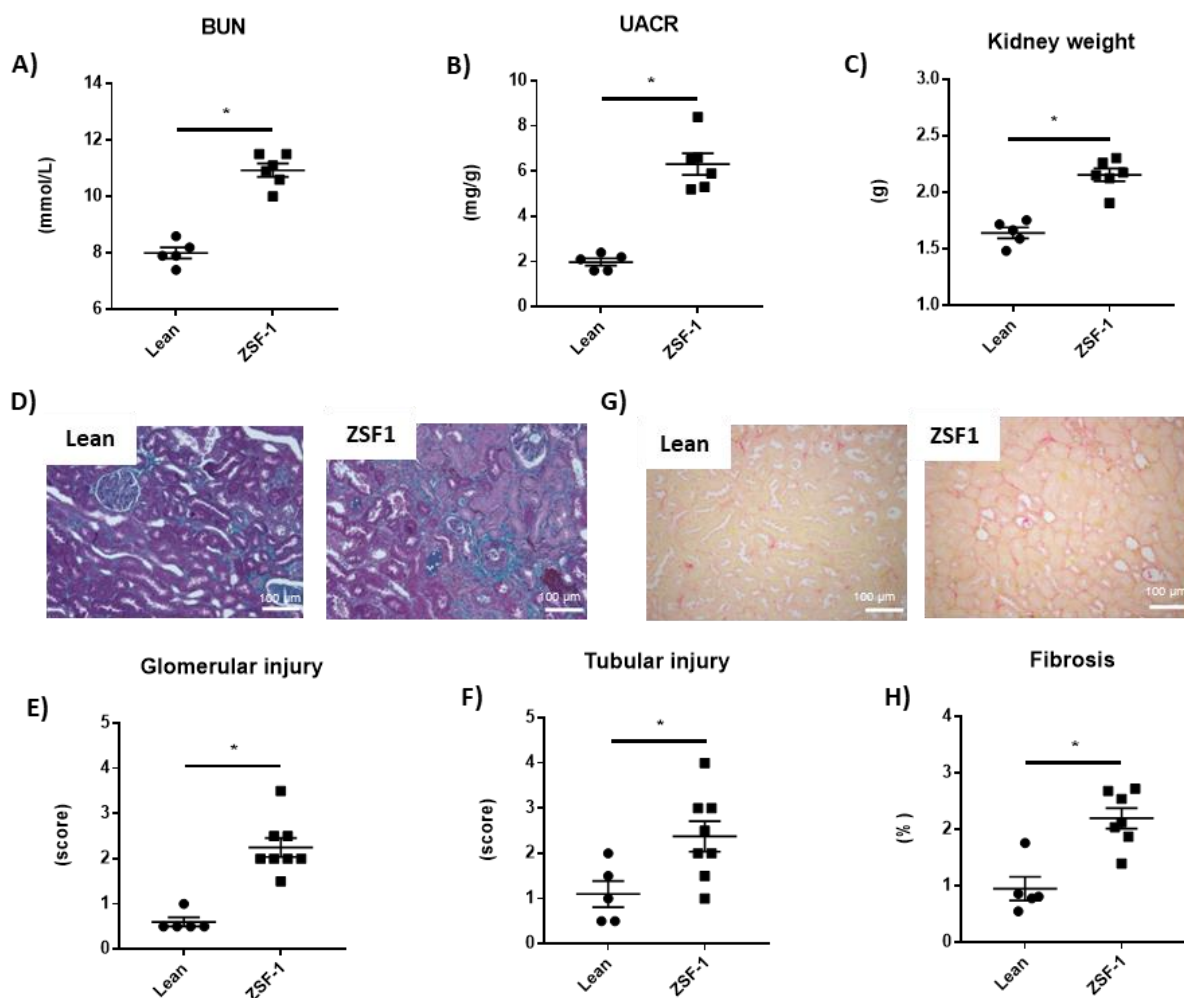 BUN
UACR
Kidney weight
A)
B)
C)
14
12
10
8
6
(mmol/L)
*
Lean
ZSF-1
10
8
6
4
2
0
(mg/g)
*
Lean
ZSF-1
3.0
2.5
2.0
1.5
1.0
(g)
*
Lean
ZSF-1
D)
Lean
100 µm
ZSF1
100 µm
G)
Lean
100 µm
ZSF1
100 µm
Glomerular injury
Tubular injury
Fibrosis
E)
F)
H)
5
4
3
2
1
0
(score)
*
Lean
ZSF-1
5
4
3
2
1
0
(score)
*
Lean
ZSF-1
4
3
2
1
0
(%)
*
Lean
ZSF-1